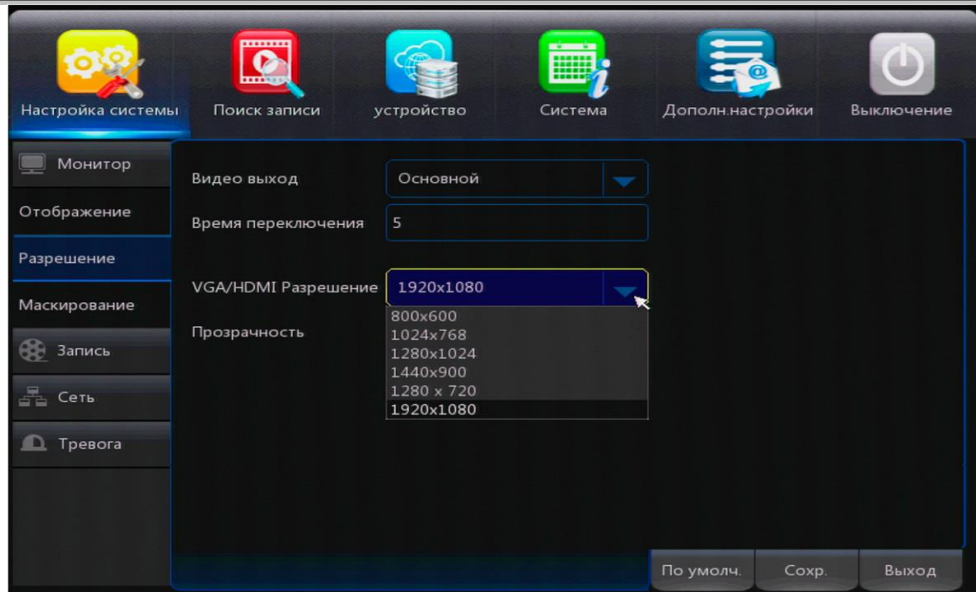 Настройка системы
Поиск записи
устройство
Система
Дополн.настройки
Выключение
Монитор
Отображение
Разрешение
Маскирование
Запись
Сеть
Тревога
Видео выход
Основной
Время переключения
5
VGA/HDMI Разрешение
1920x1080
800x600
1024x768
1280x1024
1440x900
1280 x 720
1920x1080
Прозрачность
По умолч.
Сохр.
Выход